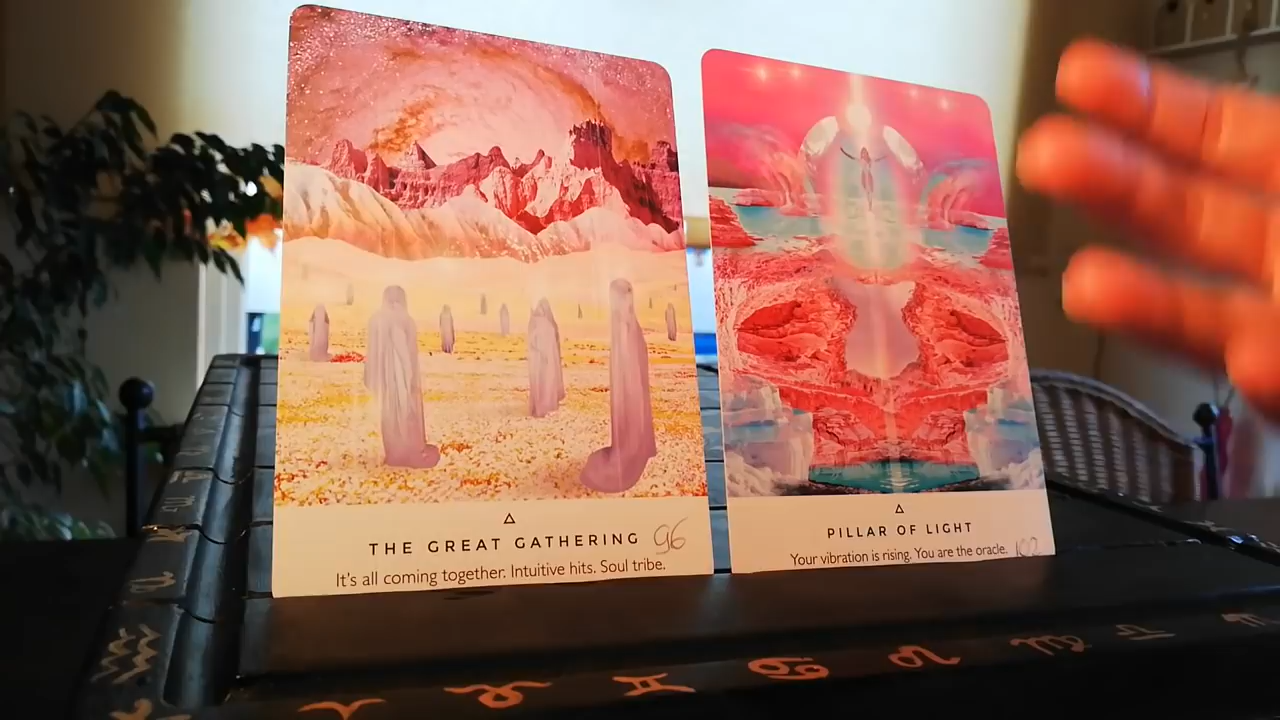 THE GREAT GATHERING 96
It's all coming together. Intuitive hits. Soul tribe.
PILLAR OF LIGHT
Your vibration is rising. You are the oracle.